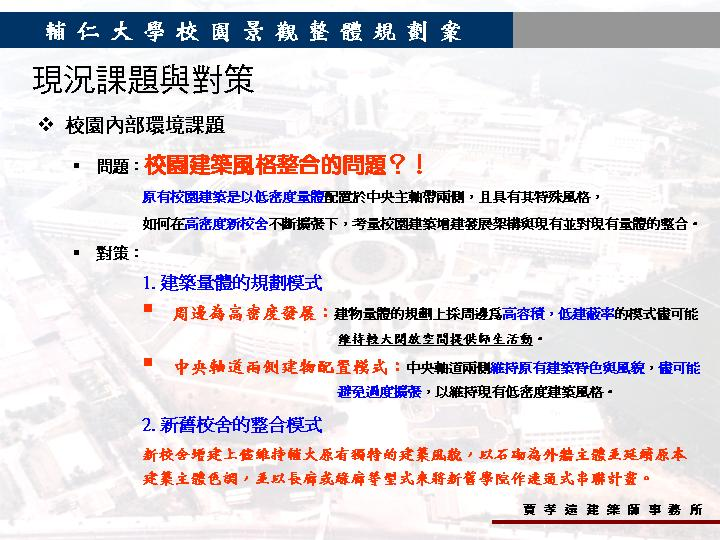 輔仁大學校園景觀整體規劃案
現況課題與對策
❖ 校園內部環境課題
▪ 問題：校園建築風格整合的問題？！
原有校園建築是以低密度量體配置於中央主軸帶兩側，且具有其特殊風格，
如何在高密度新校舍不斷擴張下，考量校園建築增建發展架構與現有並對現有量體的整合。
▪ 對策：
1. 建築量體的規劃模式
▪ 周邊為高密度發展：建物量體的規劃上採周邊為高容積，低建蔽率的模式儘可能
維持較大開放空間提供師生活動。
▪ 中央軸道兩側建物配置模式：中央軸道兩側維持原有建築特色與風貌，儘可能
避免過度擴張，以維持現有低密度建築風格。
2. 新舊校舍的整合模式
新校舍增建上儘維持輔大原有獨特的建築風貌，以石砌為外牆主體並延續原本
建築主體色調，並以長廊或綠廊等型式來將新舊學院作連通式串聯計畫。
賈孝遠建築師事務所